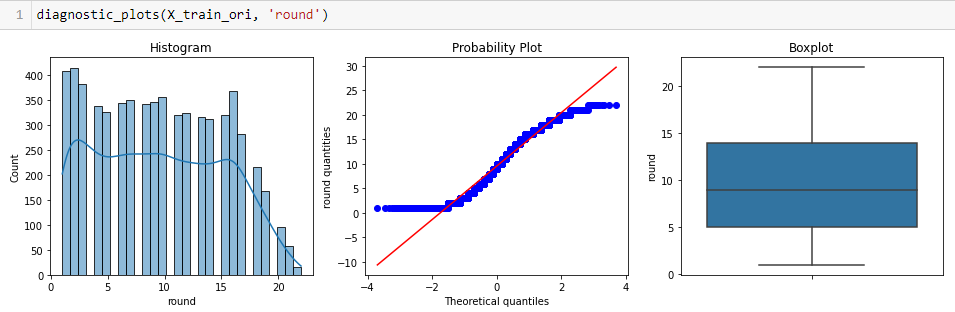 1 diagnostic_plots(X_train_ori, 'round')
Histogram
Count
400
350
300
250
200
150
100
50
0
0 5 10 15 20
round
Probability Plot
round quantities
30
25
20
15
10
5
0
−5
−10
−4 −2 0 2 4
Theoretical quantiles
Boxplot
round
20
15
10
5
0